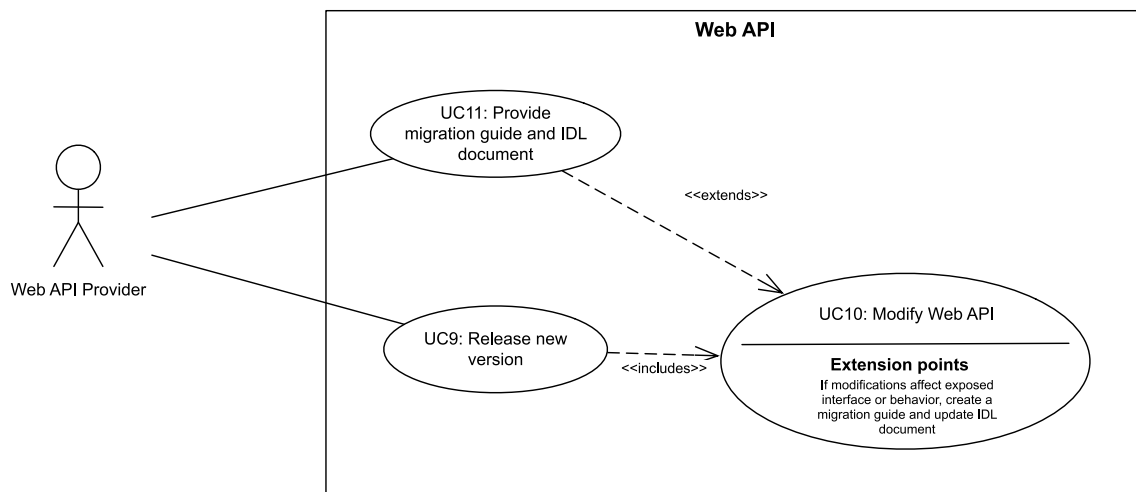 Web API
UC11: Provide
migration guide and IDL
document
<<extends>>
Web API Provider
UC9: Release new
version
<<includes>>
UC10: Modify Web API
Extension points
If modifications affect exposed
interface or behavior, create a
migration guide and update IDL
document